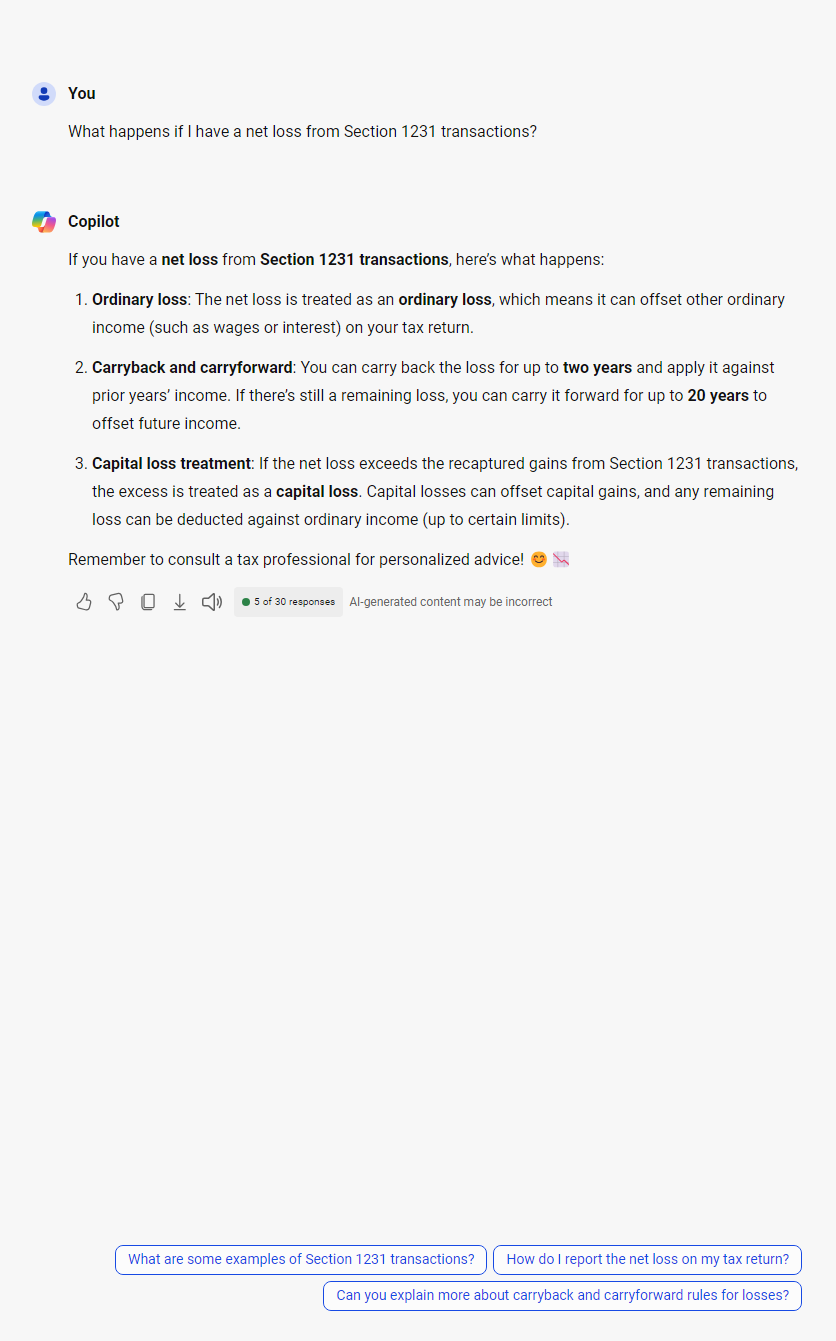 You
What happens if I have a net loss from Section 1231 transactions?
Copilot
If you have a net loss from Section 1231 transactions, here’s what happens:
1. Ordinary loss: The net loss is treated as an ordinary loss, which means it can offset other ordinary
income (such as wages or interest) on your tax return.
2. Carryback and carryforward: You can carry back the loss for up to two years and apply it against
prior years’ income. If there’s still a remaining loss, you can carry it forward for up to 20 years to
offset future income.
3. Capital loss treatment: If the net loss exceeds the recaptured gains from Section 1231 transactions,
the excess is treated as a capital loss. Capital losses can offset capital gains, and any remaining
loss can be deducted against ordinary income (up to certain limits).
Remember to consult a tax professional for personalized advice! 😊 📉
5 of 30 responses AI-generated content may be incorrect
What are some examples of Section 1231 transactions? How do I report the net loss on my tax return?
Can you explain more about carryback and carryforward rules for losses?